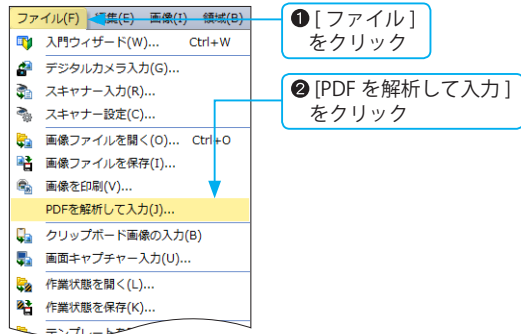 ファイル(F) 編集(E) 画像(I) 領域(B)
入門ウィザード(W)... Ctrl+W
デジタルカメラ入力(G)...
スキャナー入力(R)...
スキャナー設定(C)...
画像ファイルを開く(O)... Ctrl+O
画像ファイルを保存(I)...
画像を印刷(V)...
PDFを解析して入力(J)...
クリップボード画像の入力(B)
画面キャプチャー入力(U)...
作業状態を開く(L)...
作業状態を保存(K)...
❶ [ ファイル ]
をクリック
❷ [PDF を解析して入力 ]
をクリック